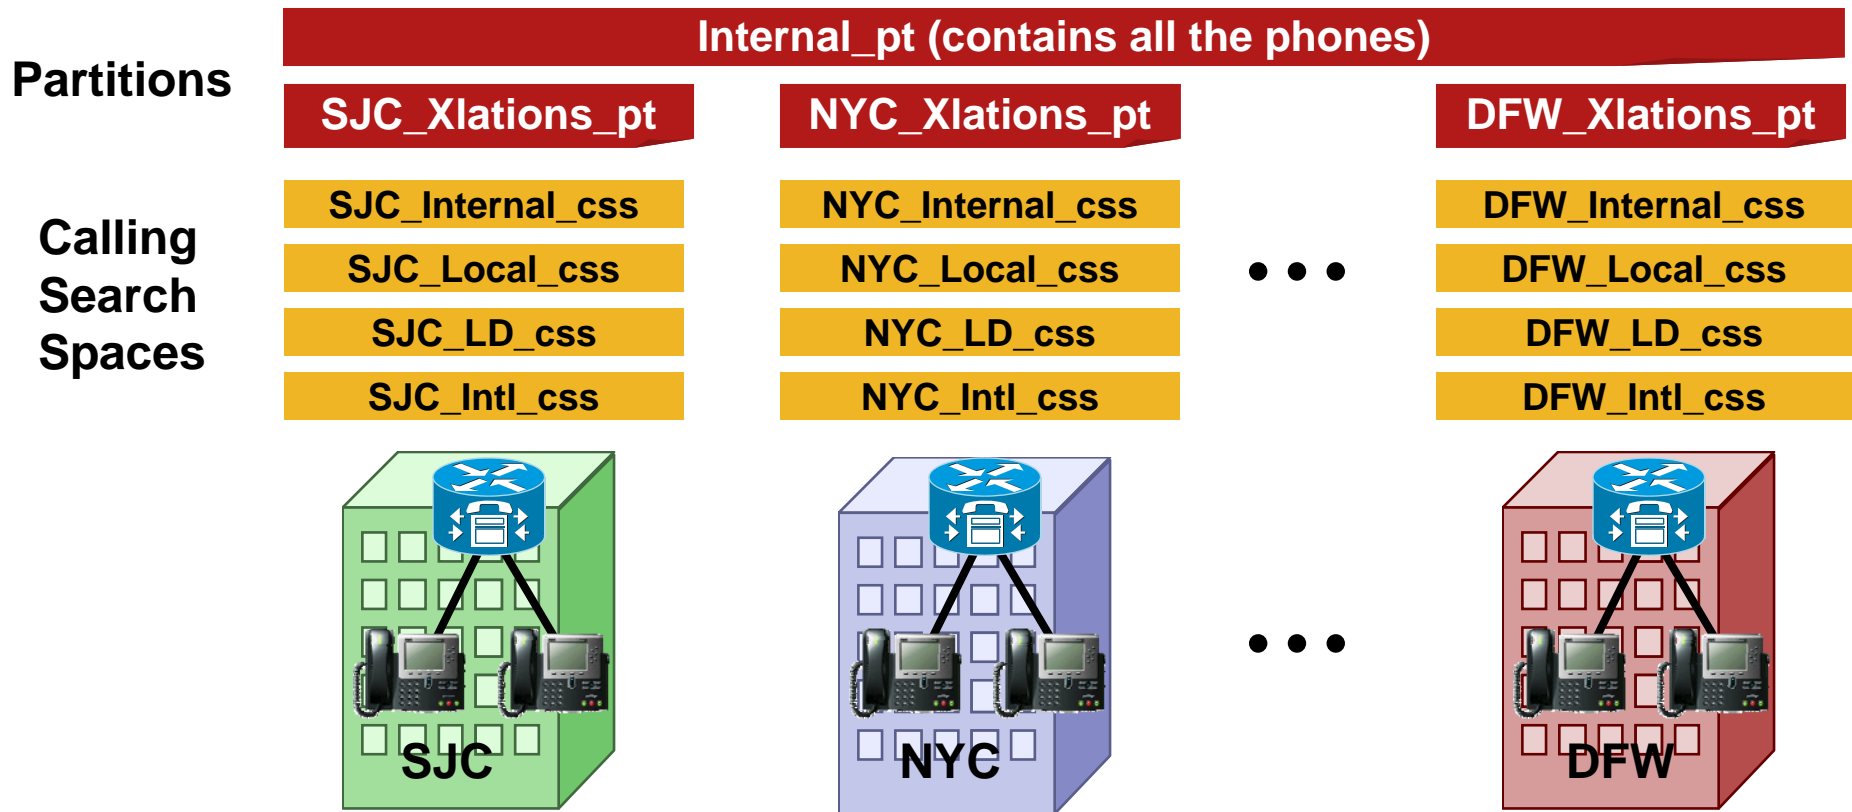 Internal_pt (contains all the phones)
Partitions
SJC_Xlations_pt
NYC_Xlations_pt
DFW_Xlations_pt
Calling
Search
Spaces
SJC_Internal_css
NYC_Internal_css
DFW_Internal_css
SJC_Local_css
NYC_Local_css
DFW_Local_css
SJC_LD_css
NYC_LD_css
DFW_LD_css
SJC_Intl_css
NYC_Intl_css
DFW_Intl_css
SJC
NYC
DFW